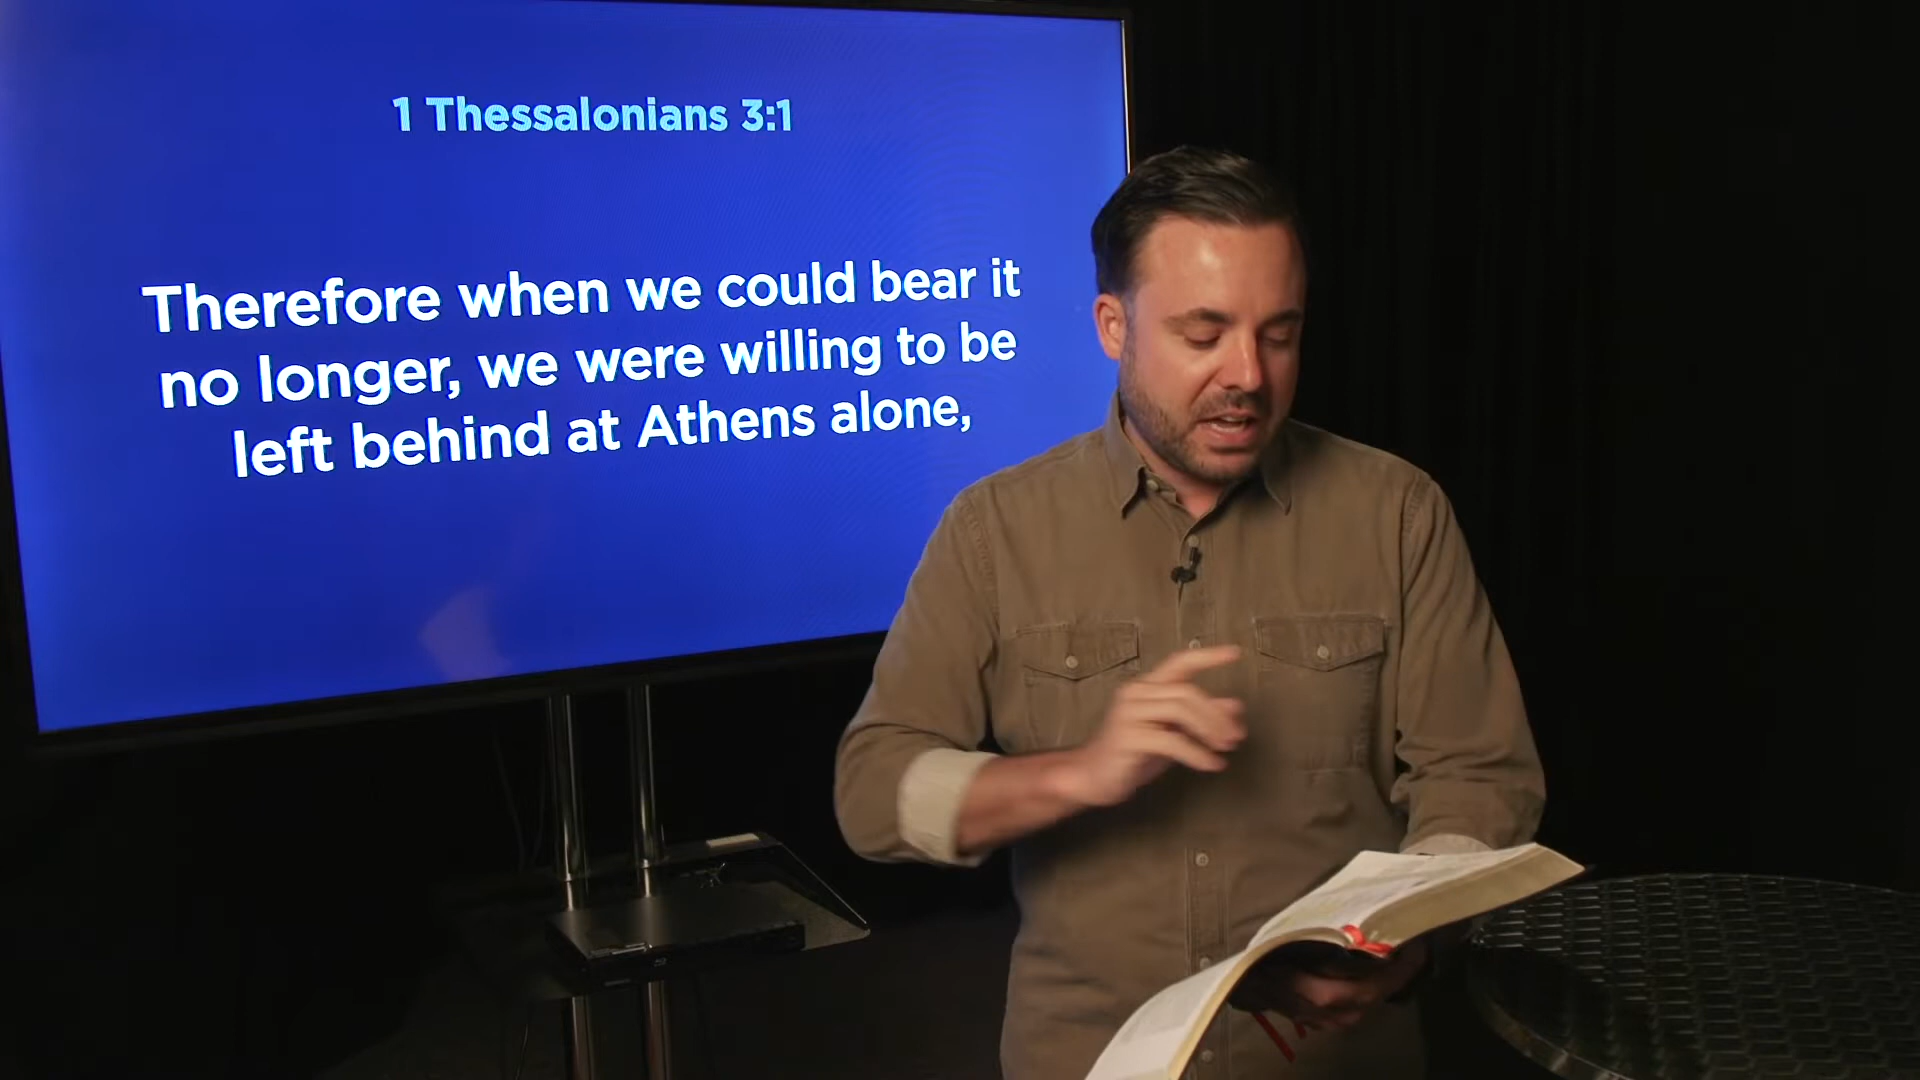 1 Thessalonians 3:1
Therefore when we could bear it
no longer, we were willing to be
left behind at Athens alone,